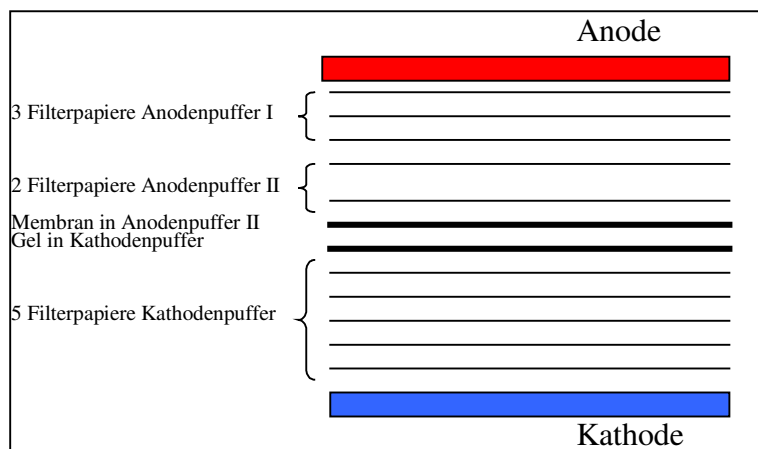 Anode
3 Filterpapiere Anodenpuffer I
2 Filterpapiere Anodenpuffer II
Membran in Anodenpuffer II
Gel in Kathodenpuffer
5 Filterpapiere Kathodenpuffer
Kathode